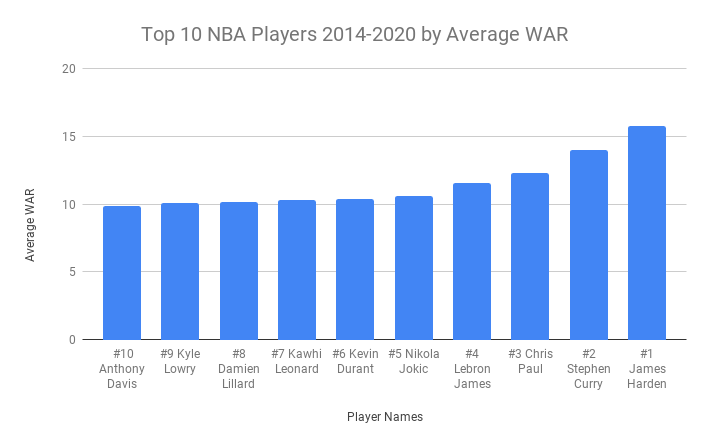 Top 10 NBA Players 2014-2020 by Average WAR
Average WAR
20
15
10
5
0
#10
Anthony
Davis
#9 Kyle
Lowry
#8
Damien
Lillard
#7 Kawhi
Leonard
#6 Kevin
Durant
#5 Nikola
Jokic
#4
Lebron
James
#3 Chris
Paul
#2
Stephen
Curry
#1
James
Harden
Player Names